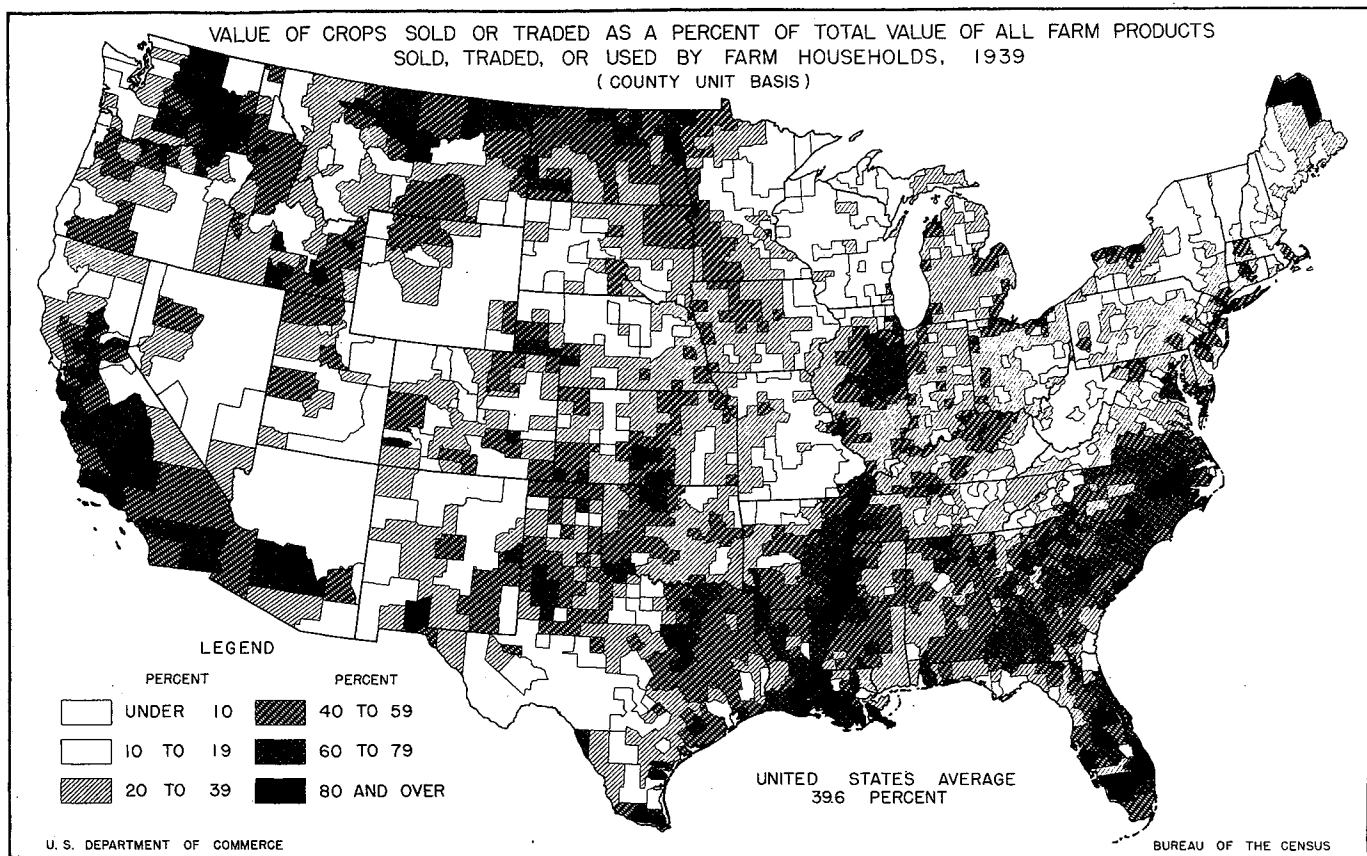 VALUE OF CROPS SOLD OR TRADED AS A PERCENT OF TOTAL VALUE OF ALL FARM PRODUCTS
SOLD, TRADED, OR USED BY FARM HOUSEHOLDS, 1939
(COUNTY UNIT BASIS)
LEGEND
PERCENT PERCENT
UNDER 10 40 TO 59
10 TO 19 60 TO 79
20 TO 39 80 AND OVER
UNITED STATE'S AVERAGE
39.6 PERCENT
U. S. DEPARTMENT OF COMMERCE
BUREAU OF THE CENSUS